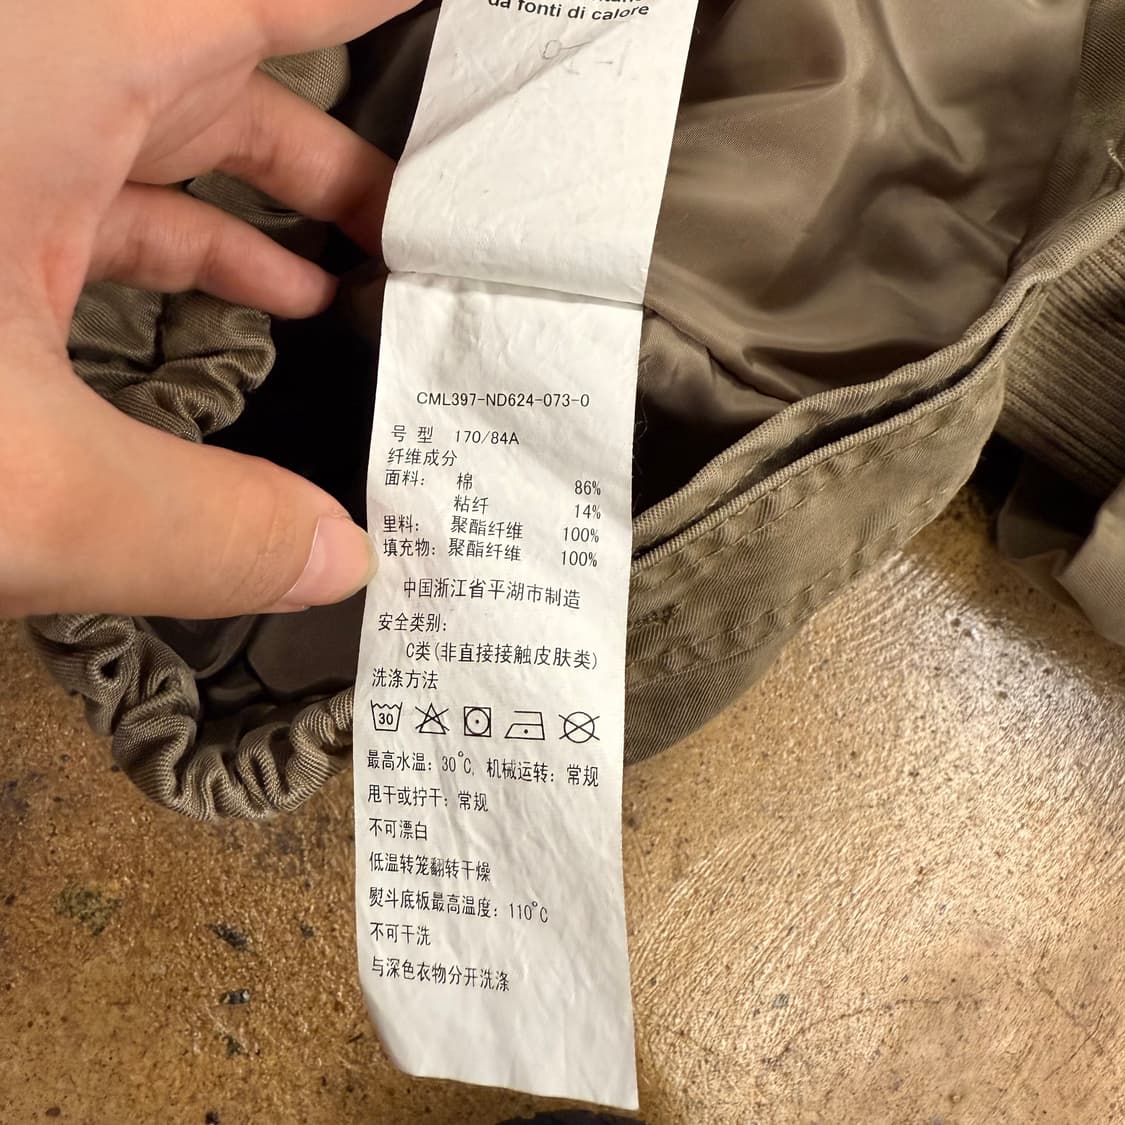 da fonti di calore
CML397-ND624-073-0
号型 170/84A
纤维成分
面料: 棉 86%
粘纤 14%
里料: 聚酯纤维 100%
填充物: 聚酯纤维 100%
中国浙江省平湖市制造
安全类别:
C类(非直接接触皮肤类)
洗涤方法
30
最高水温: 30℃, 机械运转: 常规
甩干或拧干: 常规
不可漂白
低温转笼翻转干燥
熨斗底板最高温度: 110℃
不可干洗
与深色衣物分开洗涤